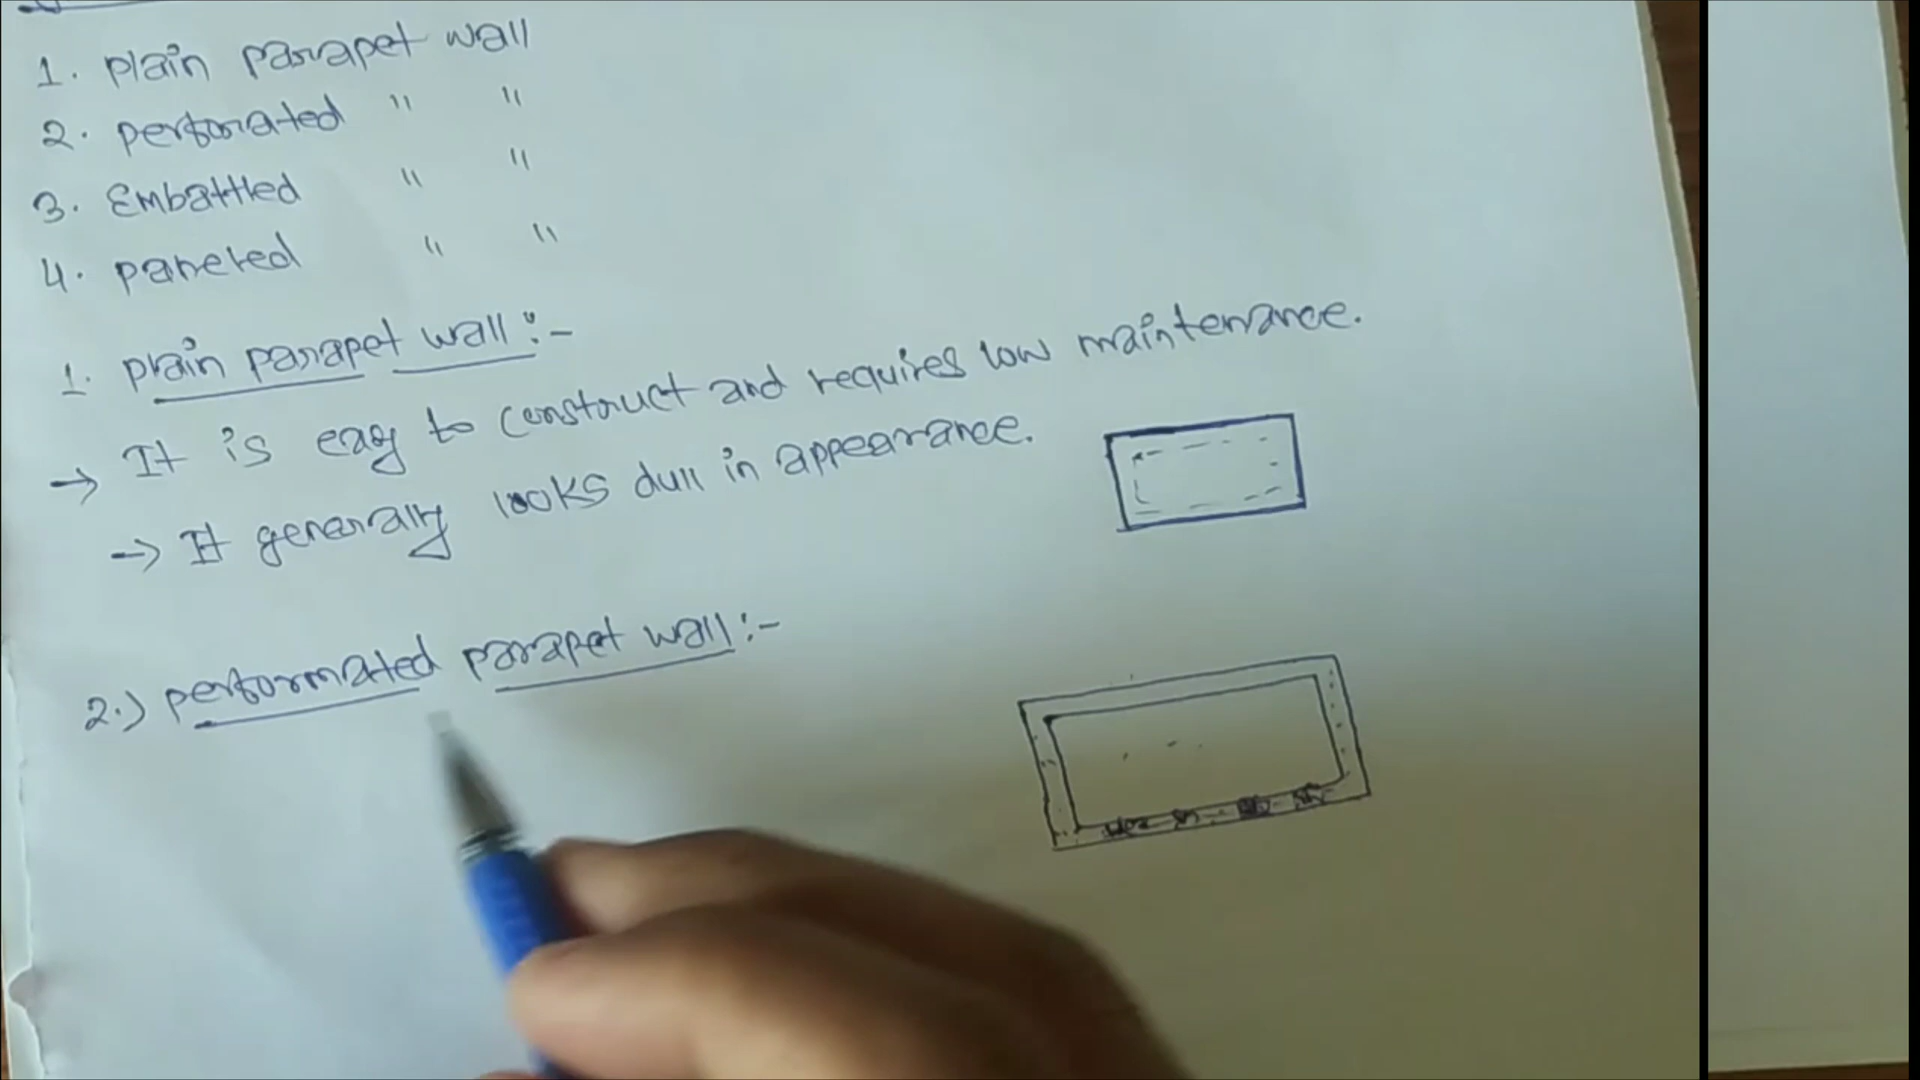 1. Plain parapet wall
2. perforated " "
3. Embattled " "
4. paneled " "
1. plain parapet wall :-
→ It is easy to construct and requires low maintenance.
→ It generally looks dull in appearance.
2.) performated parapet wall :-